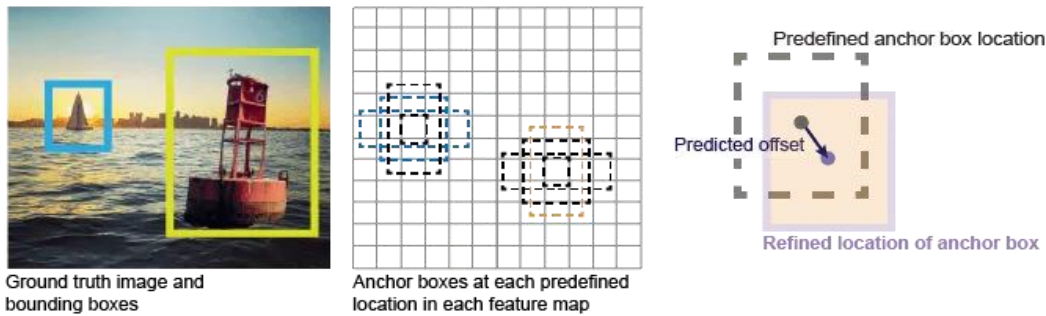 Ground truth image and
bounding boxes
Anchor boxes at each predefined
location in each feature map
Predefined anchor box location
Predicted offset
Refined location of anchor box